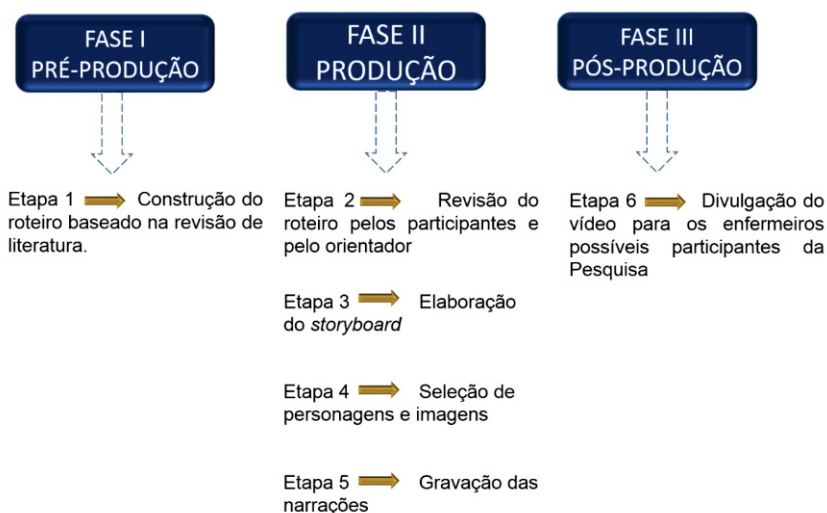 FASE I
PRÉ-PRODUÇÃO
Etapa 1 Construção do
roteiro baseado na revisão de
literatura.
FASE II
PRODUÇÃO
Etapa 2 Revisão do
roteiro pelos participantes e
pelo orientador
Etapa 3 Elaboração
do storyboard
Etapa 4 Seleção de
personagens e imagens
Etapa 5 Gravação das
narrações
FASE III
PÓS-PRODUÇÃO
Etapa 6 Divulgação do
vídeo para os enfermeiros
possíveis participantes da
Pesquisa